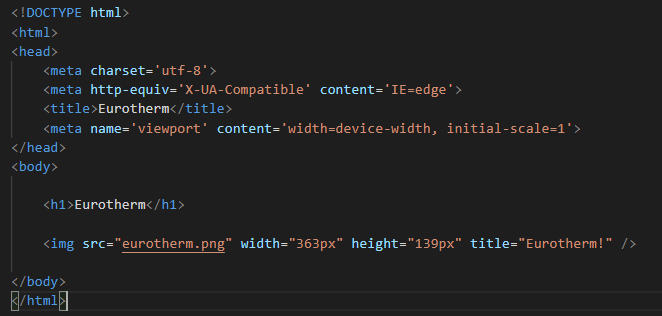 <!DOCTYPE html>
<html>
<head>
    <meta charset='utf-8'>
    <meta http-equiv='X-UA-Compatible' content='IE=edge'>
    <title>Eurotherm</title>
    <meta name='viewport' content='width=device-width, initial-scale=1'>
</head>
<body>
    <h1>Eurotherm</h1>
    <img src="eurotherm.png" width="363px" height="139px" title="Eurotherm!" />
</body>
</html>